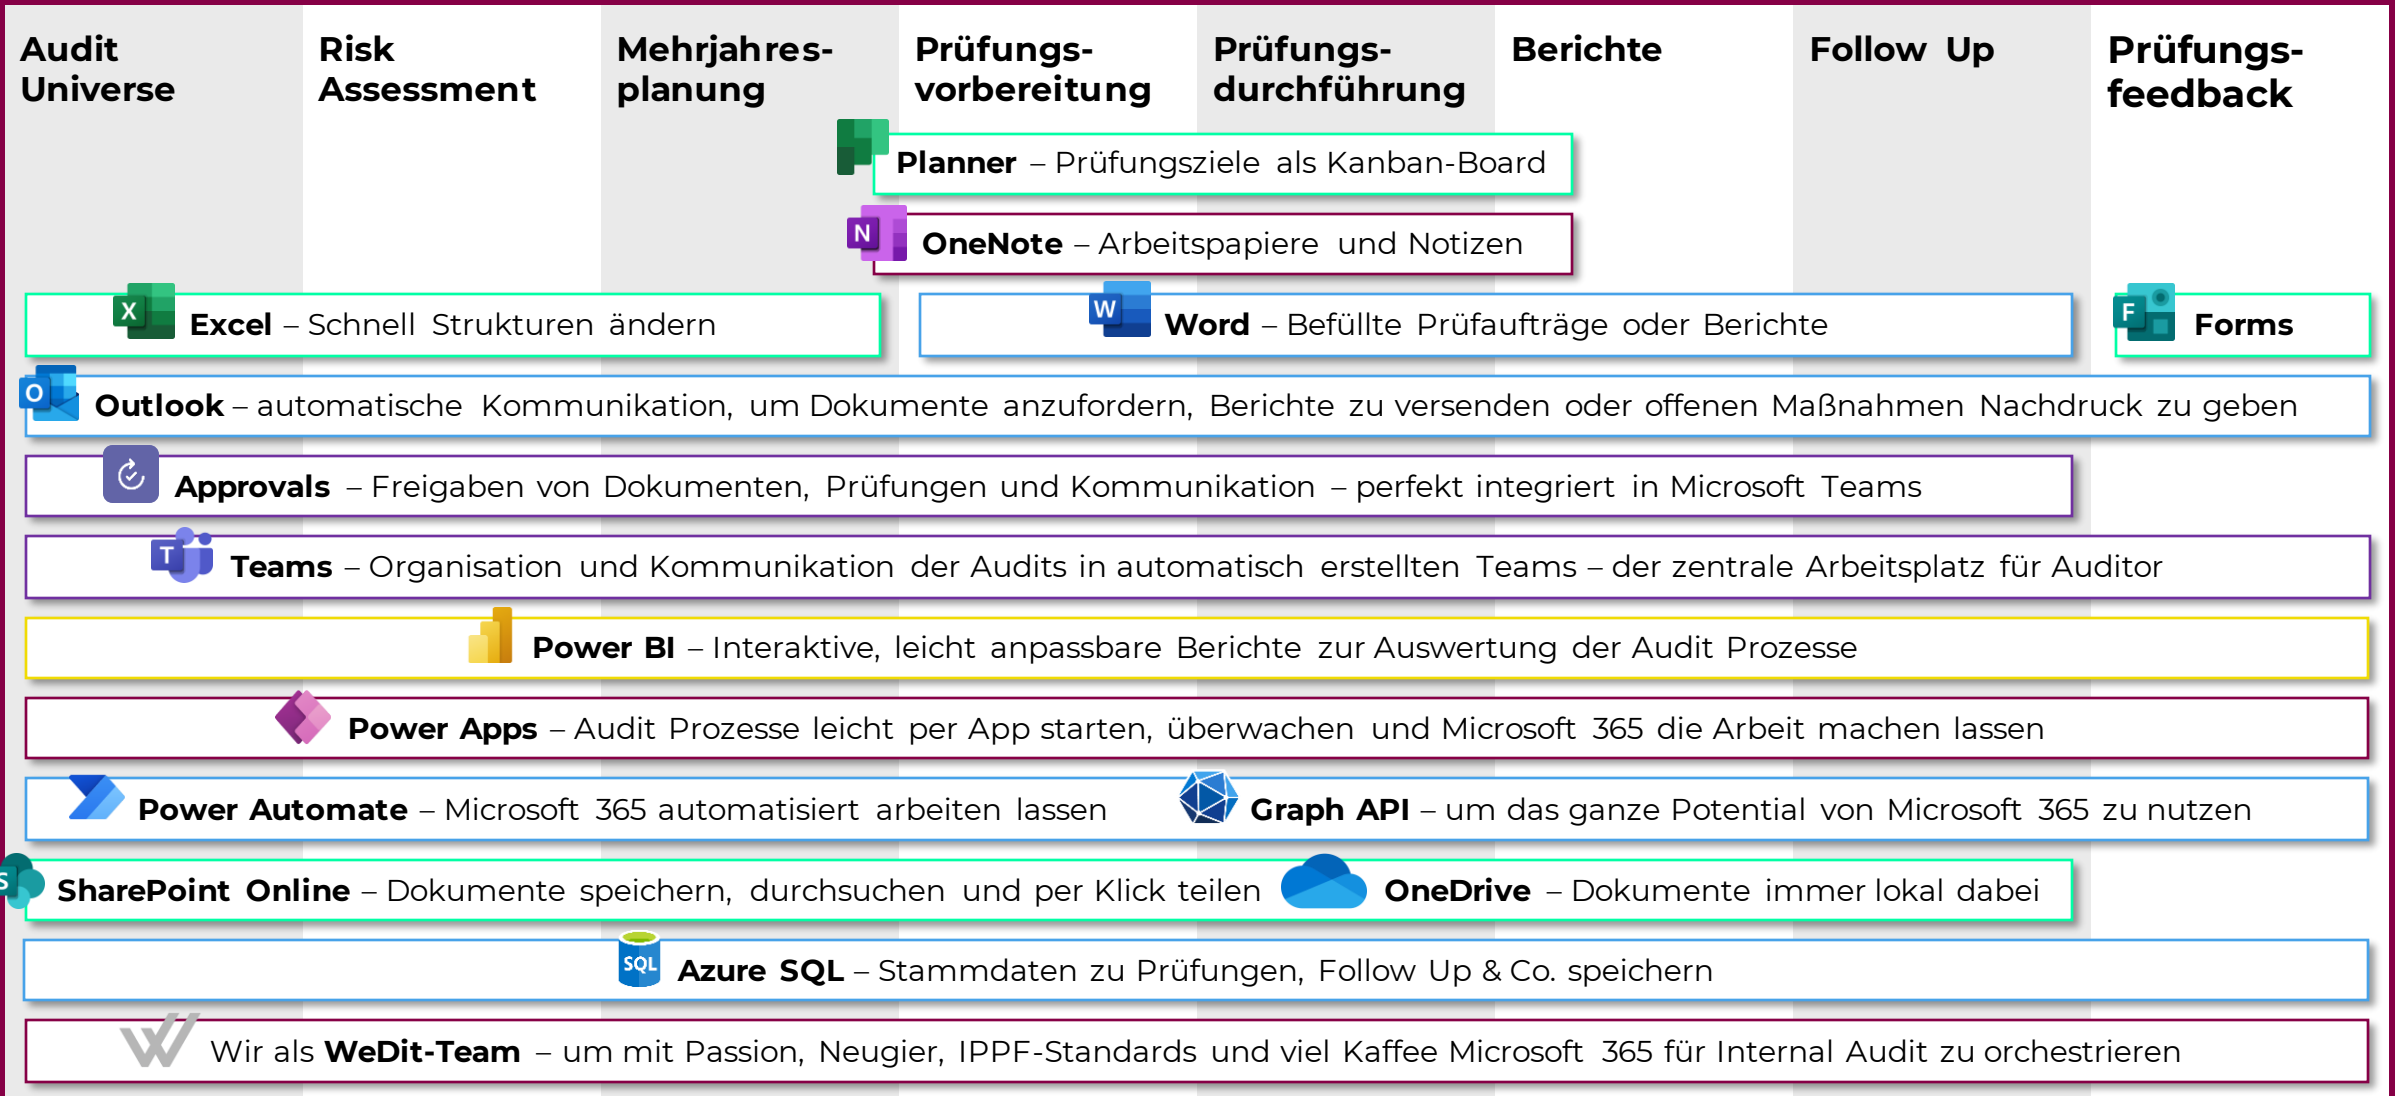 Audit
Universe
Risk
Assessment
Mehrjahres-
planung
Prüfungs-
vorbereitung
Prüfungs-
durchführung
Berichte
Follow Up
Prüfungs-
feedback
Planner – Prüfungsziele als Kanban-Board
N
OneNote – Arbeitspapiere und Notizen
X
Excel – Schnell Strukturen ändern
W
Word – Befüllte Prüfaufträge oder Berichte
F
Forms
O
Outlook – automatische Kommunikation, um Dokumente anzufordern, Berichte zu versenden oder offenen Maßnahmen Nachdruck zu geben
Approvals – Freigaben von Dokumenten, Prüfungen und Kommunikation – perfekt integriert in Microsoft Teams
T
Teams – Organisation und Kommunikation der Audits in automatisch erstellten Teams – der zentrale Arbeitsplatz für Auditor
Power BI – Interaktive, leicht anpassbare Berichte zur Auswertung der Audit Prozesse
Power Apps – Audit Prozesse leicht per App starten, überwachen und Microsoft 365 die Arbeit machen lassen
Power Automate – Microsoft 365 automatisiert arbeiten lassen
Graph API – um das ganze Potential von Microsoft 365 zu nutzen
S
SharePoint Online – Dokumente speichern, durchsuchen und per Klick teilen
OneDrive – Dokumente immer lokal dabei
SQL
Azure SQL – Stammdaten zu Prüfungen, Follow Up & Co. speichern
Wir als WeDit-Team – um mit Passion, Neugier, IPPF-Standards und viel Kaffee Microsoft 365 für Internal Audit zu orchestrieren